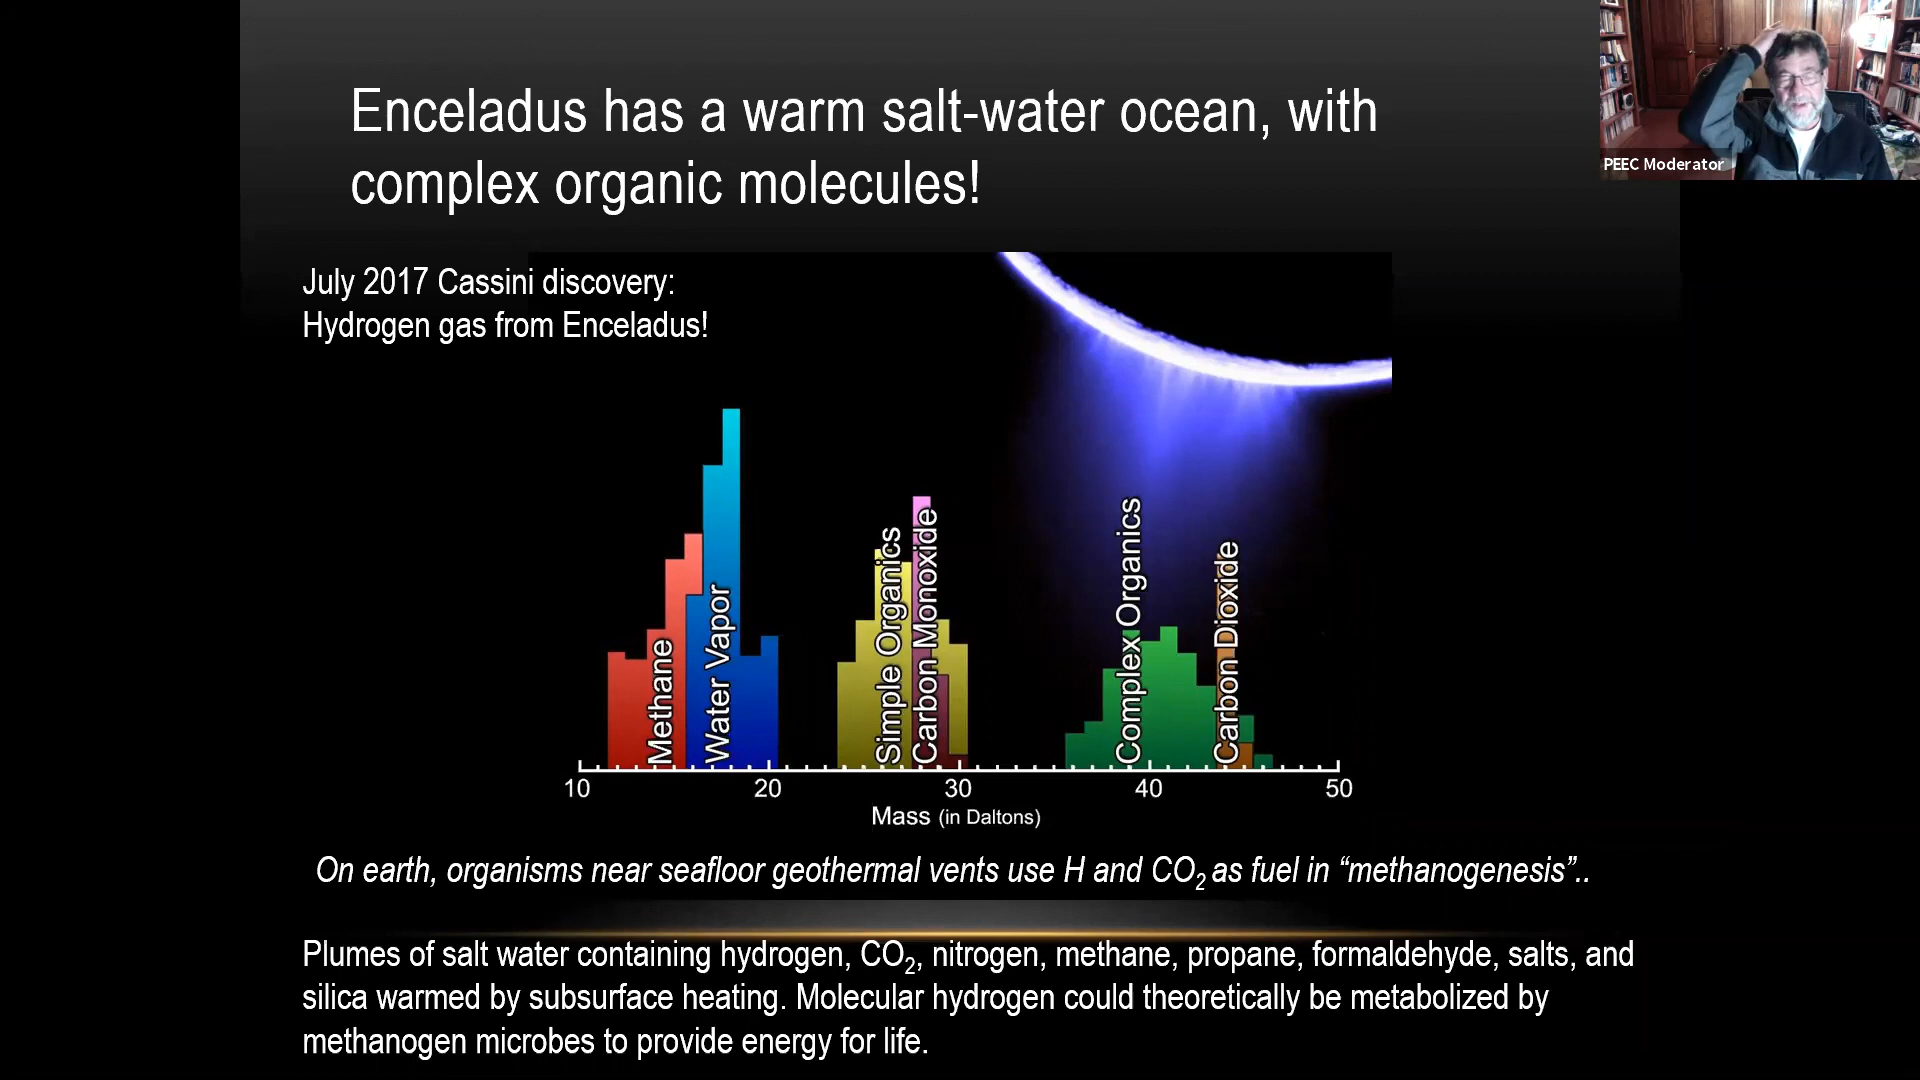 Enceladus has a warm salt-water ocean, with
complex organic molecules!
PEEC Moderator
July 2017 Cassini discovery:
Hydrogen gas from Enceladus!
Methane
Water Vapor
Simple Organics
Carbon Monoxide
Complex Organics
Carbon Dioxide
10 20 30 40 50
Mass (in Daltons)
On earth, organisms near seafloor geothermal vents use H and CO₂ as fuel in “methanogenesis”..
Plumes of salt water containing hydrogen, CO₂, nitrogen, methane, propane, formaldehyde, salts, and
silica warmed by subsurface heating. Molecular hydrogen could theoretically be metabolized by
methanogen microbes to provide energy for life.